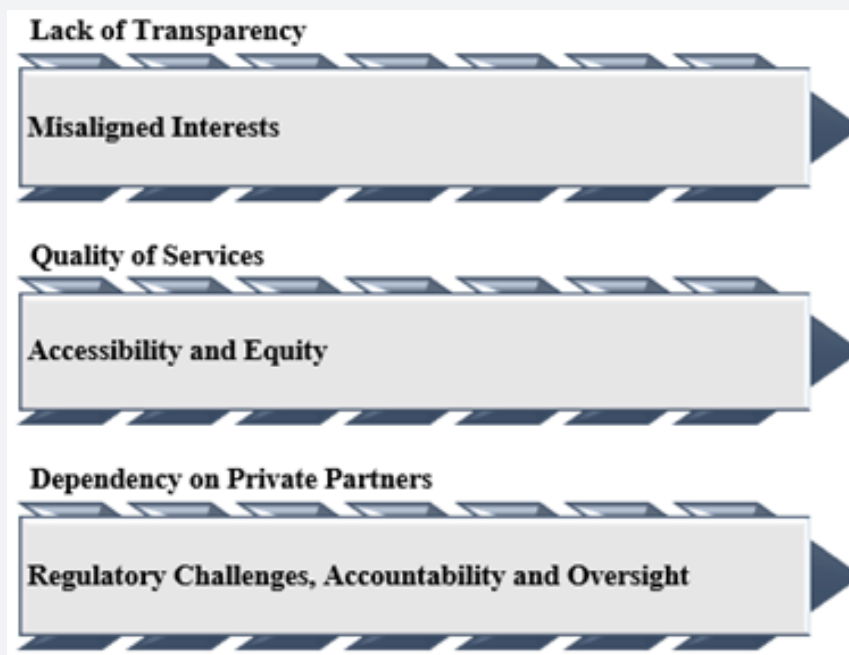 Lack of Transparency
Misaligned Interests
Quality of Services
Accessibility and Equity
Dependency on Private Partners
Regulatory Challenges, Accountability and Oversight